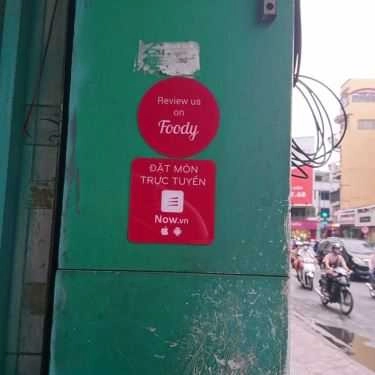 Review us
on
Foody
ĐẶT MÓN
TRỰC TUYẾN
Now.vn